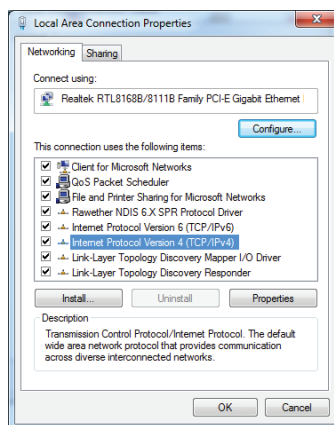 Local Area Connection Properties
Networking Sharing
Connect using:
Realtek RTL8168B/8111B Family PCI-E Gigabit Ethernet
Configure...
This connection uses the following items:
Client for Microsoft Networks
QoS Packet Scheduler
File and Printer Sharing for Microsoft Networks
Rawether NDIS 6.X SPR Protocol Driver
Internet Protocol Version 6 (TCP/IPv6)
Internet Protocol Version 4 (TCP/IPv4)
Link-Layer Topology Discovery Mapper I/O Driver
Link-Layer Topology Discovery Responder
Install... Uninstall Properties
Description
Transmission Control Protocol/Internet Protocol. The default
wide area network protocol that provides communication
across diverse interconnected networks.
OK Cancel